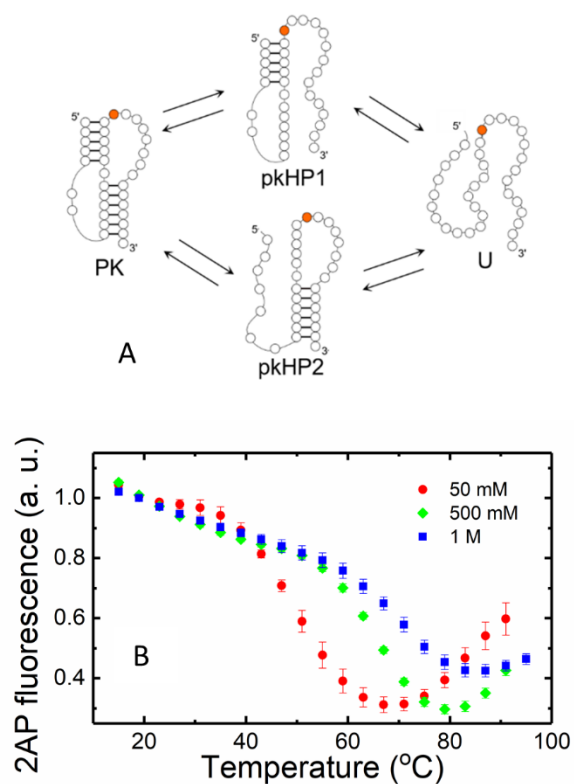 5'
3'
pkHP1
5'
3'
PK
5'
3'
U
5'
3'
pkHP2
A
2AP fluorescence (a. u.)
1.0
0.8
0.6
0.4
50 mM
500 mM
1 M
B
20 40 60 80 100
Temperature (°C)